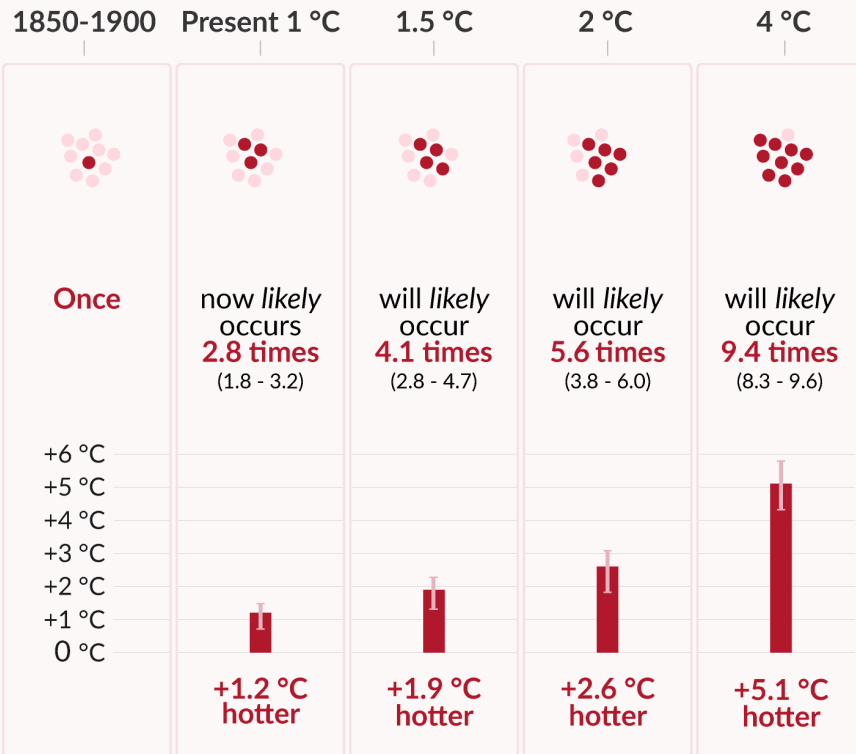 1850-1900 Present 1 °C 1.5 °C 2 °C 4 °C
Once
now likely
occurs
2.8 times
(1.8 - 3.2)
will likely
occur
4.1 times
(2.8 - 4.7)
will likely
occur
5.6 times
(3.8 - 6.0)
will likely
occur
9.4 times
(8.3 - 9.6)
+6 °C
+5 °C
+4 °C
+3 °C
+2 °C
+1 °C
0 °C
+1.2 °C
hotter
+1.9 °C
hotter
+2.6 °C
hotter
+5.1 °C
hotter